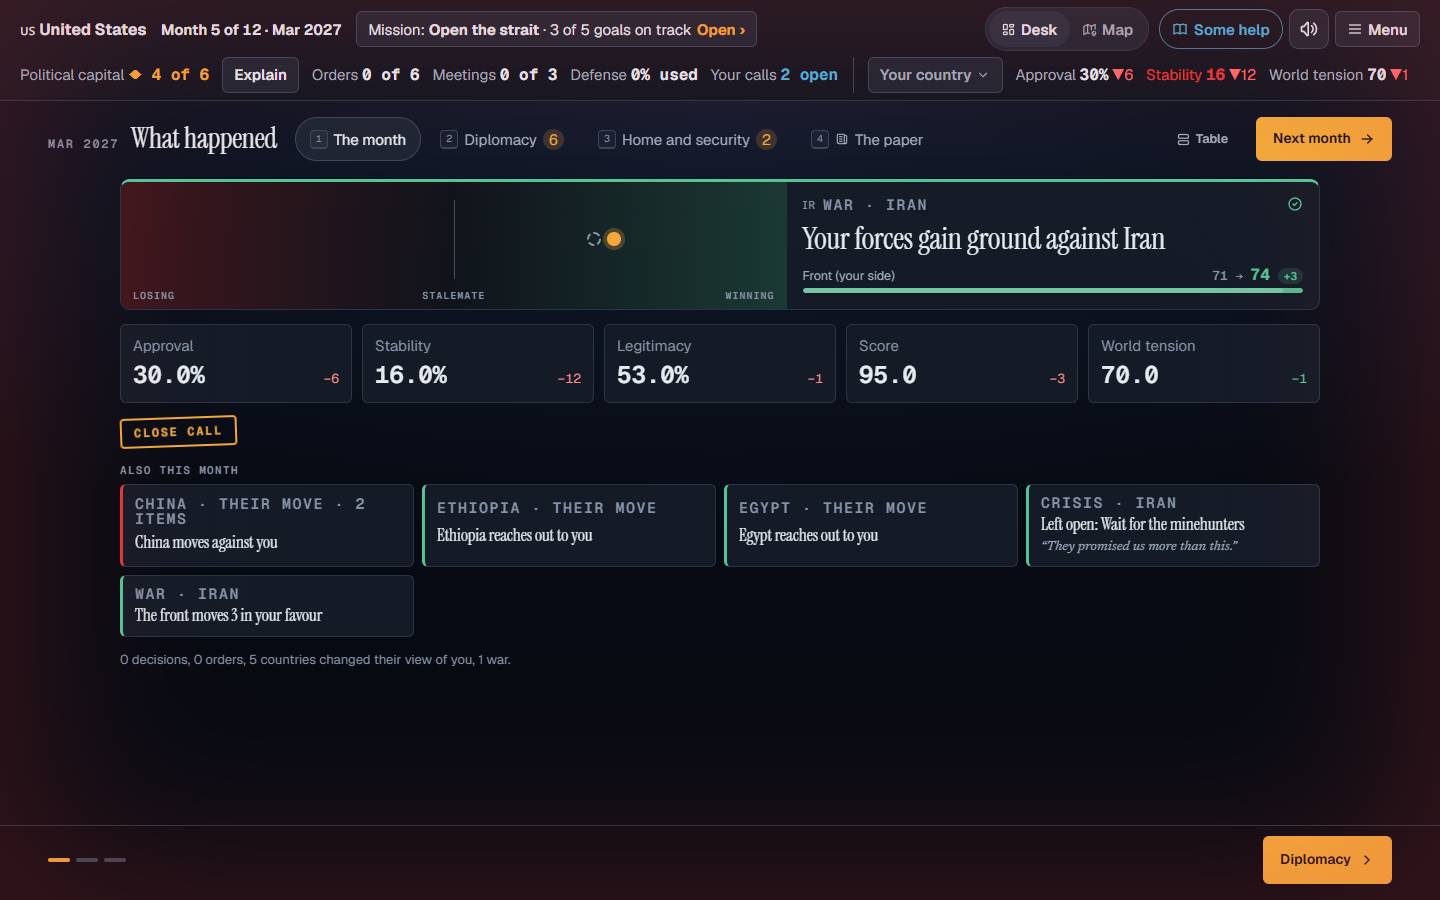 US United States Month 5 of 12 · Mar 2027 Mission: Open the strait · 3 of 5 goals on track Open › Desk Map Some help Menu
Political capital 4 of 6 Explain Orders 0 of 6 Meetings 0 of 3 Defense 0% used Your calls 2 open Your country Approval 30% ▼6 Stability 16 ▼12 World tension 70 ▼1
MAR 2027 What happened 1 The month 2 Diplomacy 6 3 Home and security 2 4 The paper Table Next month →
IR WAR · IRAN
Your forces gain ground against Iran
Front (your side) 71 → 74 +3
LOSING STALEMATE WINNING
Approval
30.0% −6
Stability
16.0% −12
Legitimacy
53.0% −1
Score
95.0 −3
World tension
70.0 −1
CLOSE CALL
ALSO THIS MONTH
CHINA · THEIR MOVE · 2
ITEMS
China moves against you
ETHIOPIA · THEIR MOVE
Ethiopia reaches out to you
EGYPT · THEIR MOVE
Egypt reaches out to you
CRISIS · IRAN
Left open: Wait for the minehunters
“They promised us more than this.”
WAR · IRAN
The front moves 3 in your favour
0 decisions, 0 orders, 5 countries changed their view of you, 1 war.
Diplomacy ›